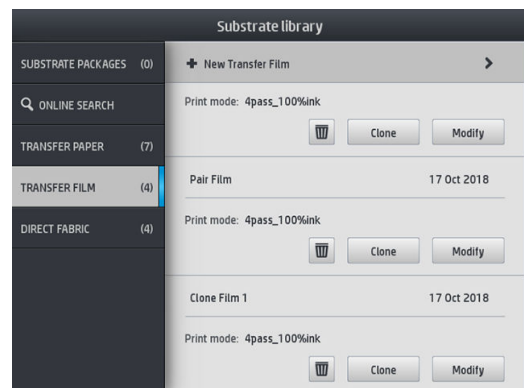 Substrate library
SUBSTRATE PACKAGES (0)
ONLINE SEARCH
TRANSFER PAPER (7)
TRANSFER FILM (4)
DIRECT FABRIC (4)
+ New Transfer Film >
Print mode: 4pass_100%ink
Clone Modify
Pair Film 17 Oct 2018
Print mode: 4pass_100%ink
Clone Modify
Clone Film 1 17 Oct 2018
Print mode: 4pass_100%ink
Clone Modify